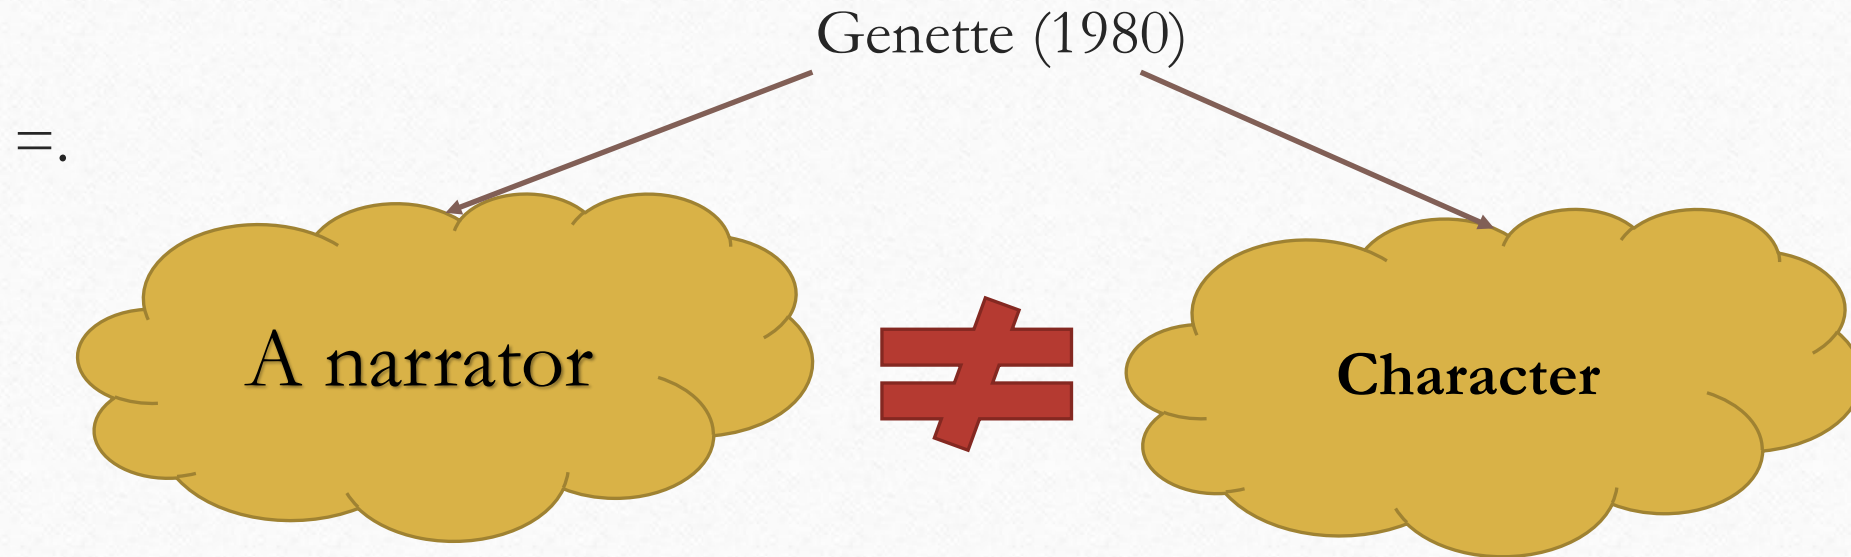 Genette (1980)
=.
A narrator
Character